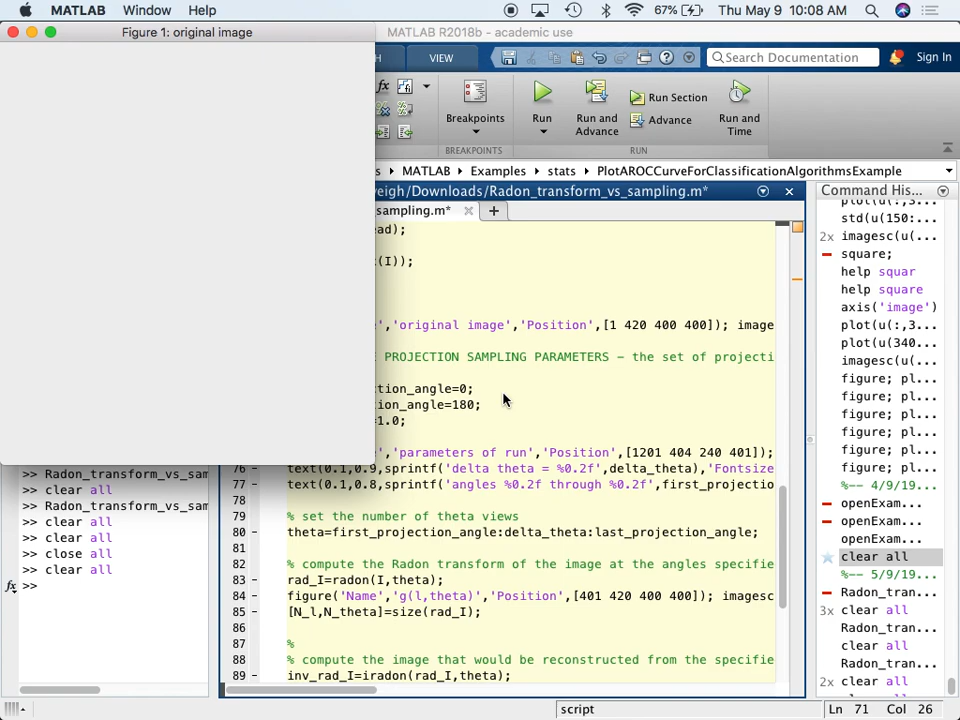 MATLAB Window Help 67% Thu May 9 10:08 AM
Figure 1: original image
MATLAB R2018b - academic use
H VIEW Search Documentation Sign In
fx
Breakpoints Run Run and Advance Run Section Advance Run and Time
BREAKPOINTS RUN
s ▸ MATLAB ▸ Examples ▸ stats ▸ PlotAROCCurveForClassificationAlgorithmsExample
veigh/Downloads/Radon_transform_vs_sampling.m*
sampling.m* × +
ead);
(I));
','original image','Position',[1 420 400 400]); image
E PROJECTION SAMPLING PARAMETERS – the set of projecti
ction_angle=0;
ion_angle=180;
=1.0;
','parameters of run','Position',[1201 404 240 401]);
76 – text(0.1,0.9,sprintf('delta theta = %0.2f',delta_theta),'Fontsize
77 – text(0.1,0.8,sprintf('angles %0.2f through %0.2f',first_projectio
78
79 % set the number of theta views
80 – theta=first_projection_angle:delta_theta:last_projection_angle;
81
82 % compute the Radon transform of the image at the angles specifie
83 – rad_I=radon(I,theta);
84 – figure('Name','g(l,theta)','Position',[401 420 400 400]); imagesc
85 – [N_l,N_theta]=size(rad_I);
86
87 %
88 % compute the image that would be reconstructed from the specifie
89 – inv_rad_I=iradon(rad_I,theta);
>> Radon_transform_vs_sam
>> clear all
>> Radon_transform_vs_sam
>> clear all
>> clear all
>> close all
>> clear all
fx >>
Command His...
plot(u(:,3...
std(u(150:
2x imagesc(u(...
square;
help squar
help square
axis('image')
plot(u(:,3...
plot(u(340...
imagesc(u(...
figure; pl...
figure; pl...
figure; pl...
figure; pl...
figure; pl...
figure; pl...
%-- 4/9/19...
openExam...
openExam...
openExam...
clear all
%-- 5/9/19...
Radon_tran...
3x clear all
Radon_tran...
clear all
Radon_tran...
2x clear all
script Ln 71 Col 26